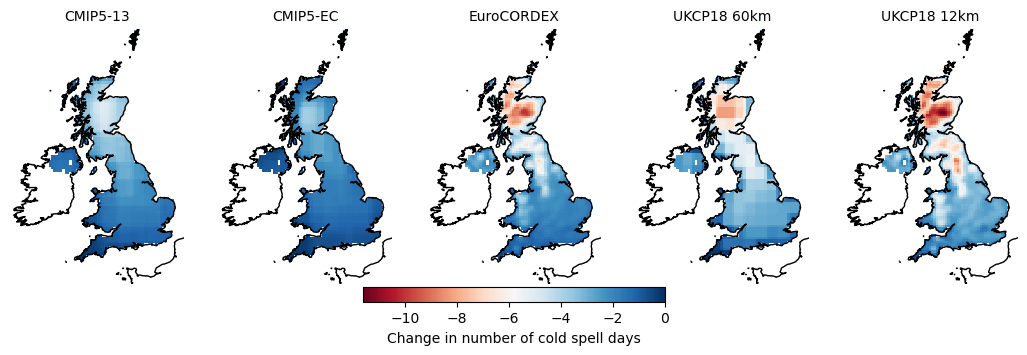 CMIP5-13 CMIP5-EC EuroCORDEX UKCP18 60km UKCP18 12km
−10 −8 −6 −4 −2 0
Change in number of cold spell days